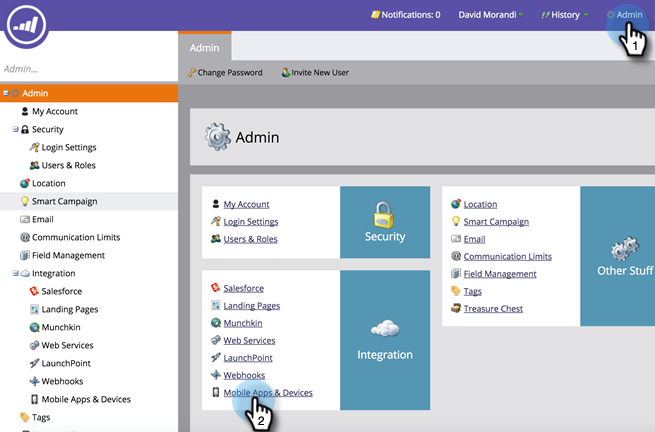 Notifications: 0 David Morandi History Admin
1
Admin...
Admin
Change Password Invite New User
Admin
My Account
Security
Login Settings
Users & Roles
Location
Smart Campaign
Email
Communication Limits
Field Management
Integration
Salesforce
Landing Pages
Munchkin
Web Services
LaunchPoint
Webhooks
Mobile Apps & Devices
Tags
Admin
My Account
Login Settings
Users & Roles
Security
Salesforce
Landing Pages
Munchkin
Web Services
LaunchPoint
Webhooks
Mobile Apps & Devices
2
Integration
Location
Smart Campaign
Email
Communication Limits
Field Management
Tags
Treasure Chest
Other Stuff